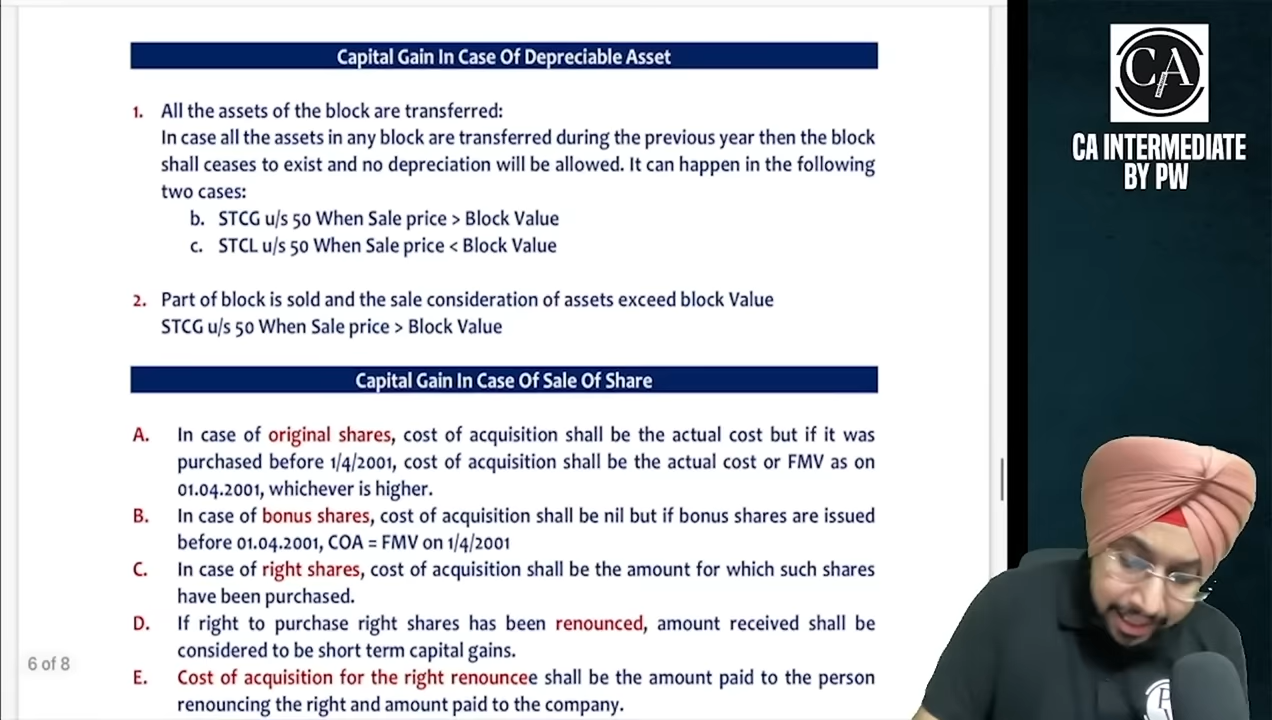 Capital Gain In Case Of Depreciable Asset
1. All the assets of the block are transferred:
In case all the assets in any block are transferred during the previous year then the block
shall ceases to exist and no depreciation will be allowed. It can happen in the following
two cases:
b. STCG u/s 50 When Sale price > Block Value
c. STCL u/s 50 When Sale price < Block Value
2. Part of block is sold and the sale consideration of assets exceed block Value
STCG u/s 50 When Sale price > Block Value
Capital Gain In Case Of Sale Of Share
A. In case of original shares, cost of acquisition shall be the actual cost but if it was
purchased before 1/4/2001, cost of acquisition shall be the actual cost or FMV as on
01.04.2001, whichever is higher.
B. In case of bonus shares, cost of acquisition shall be nil but if bonus shares are issued
before 01.04.2001, COA = FMV on 1/4/2001
C. In case of right shares, cost of acquisition shall be the amount for which such shares
have been purchased.
D. If right to purchase right shares has been renounced, amount received shall be
considered to be short term capital gains.
E. Cost of acquisition for the right renouncee shall be the amount paid to the person
renouncing the right and amount paid to the company.
6 of 8
CA
CA INTERMEDIATE
BY PW